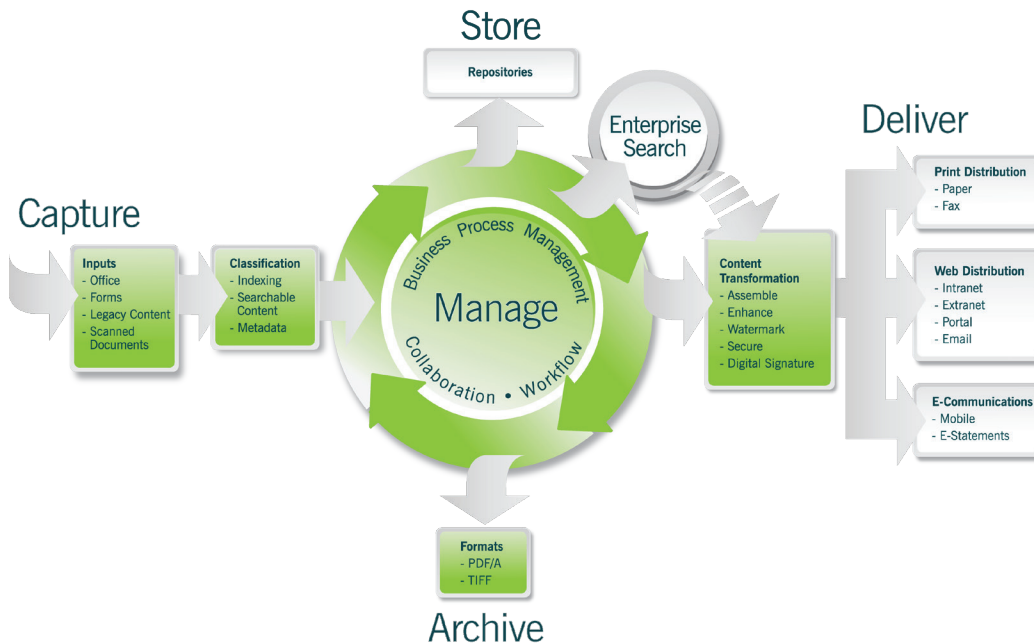 Store
Repositories
Enterprise
Search
Deliver
Print Distribution
- Paper
- Fax
Capture
Inputs
- Office
- Forms
- Legacy Content
- Scanned
Documents
Classification
- Indexing
- Searchable
Content
- Metadata
Business Process Management
Manage
Collaboration • Workflow
Content
Transformation
- Assemble
- Enhance
- Watermark
- Secure
- Digital Signature
Web Distribution
- Intranet
- Extranet
- Portal
- Email
E-Communications
- Mobile
- E-Statements
Formats
- PDF/A
- TIFF
Archive